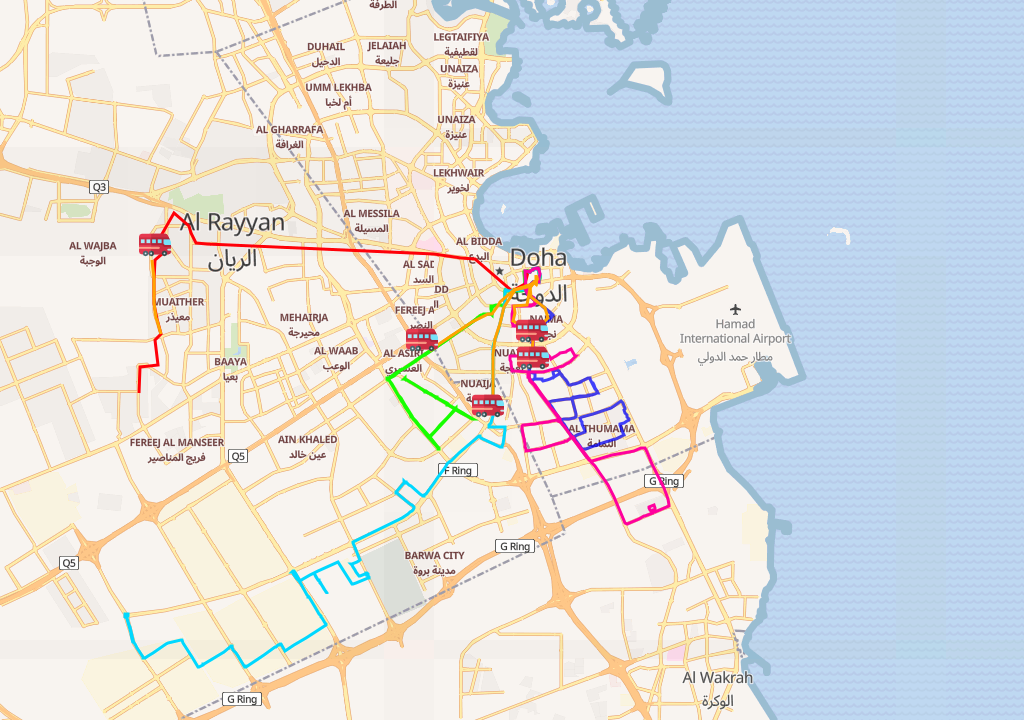 الطرفة
LEGTAIFIYA
لقطيفية
DUHAIL
الدحيل
JELAIAH
جليعة
UNAIZA
عنيزة
UMM LEKHBA
أم لخبا
UNAIZA
عنيزة
AL GHARRAFA
الغرافة
LEKHWAIR
لخوير
Q3
Al Rayyan
الريان
AL MESSILA
المسيلة
AL WAJBA
الوجبة
AL BIDDA
البدع
Doha
الدوحة
AL SAD
السد
DD
ال
MUAITHER
معيذر
MEHAIRJA
محيرجة
FEREEJ A
النصر
NAJMA
Hamad
International Airport
مطار حمد الدولي
AL WAAB
الوعب
AL ASIRI
العسيري
NUA
BAAYA
بعيا
NUAIJA
AL THUMAMA
الثمامة
FEREEJ AL MANSEER
فريج المناصير
AIN KHALED
عين خالد
Q5
F Ring
G Ring
G Ring
BARWA CITY
مدينة بروة
Q5
G Ring
Al Wakrah
الوكرة